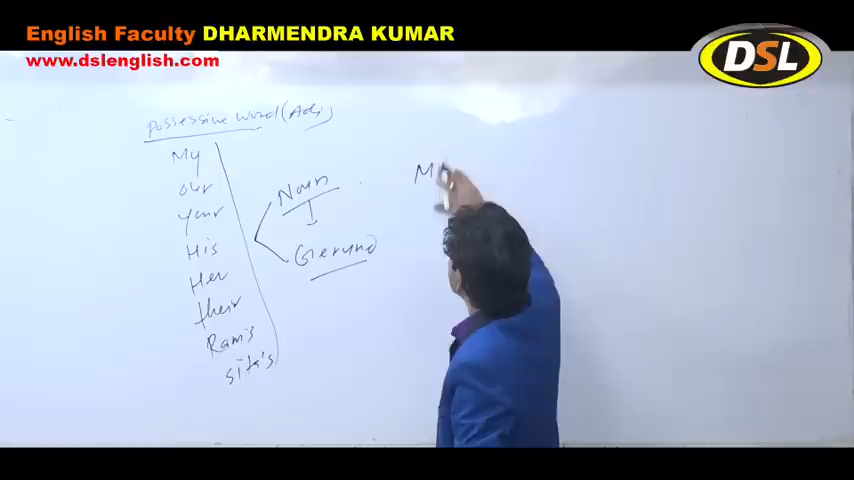 English Faculty DHARMENDRA KUMAR
www.dslenglish.com
DSL
Possessive word (Adj)
My
our
your
His
Her
their
Ram's
sita's
Noun
Gerund
M